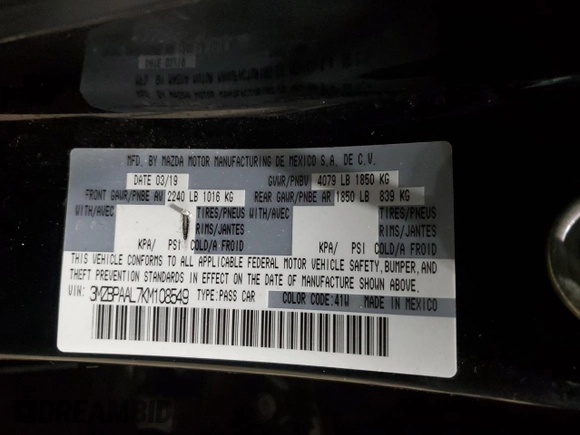 MFD. BY MAZDA MOTOR MANUFACTURING DE MEXICO S.A. DE C.V.
DATE 03/19 GVWR/PNBV 4079 LB 1850 KG
FRONT GAWR/PNBE AV 2240 LB 1016 KG REAR GAWR/PNBE AR 1850 LB 839 KG
WITH/AVEC TIRES/PNEUS WITH/AVEC TIRES/PNEUS
RIMS/JANTES RIMS/JANTES
KPA/ PSI COLD/A FROID KPA/ PSI COLD/A FROID
THIS VEHICLE CONFORMS TO ALL APPLICABLE FEDERAL MOTOR VEHICLE SAFETY, BUMPER, AND
THEFT PREVENTION STANDARDS IN EFFECT ON THE DATE OF MANUFACTURE SHOWN ABOVE.
VIN: 3MZBPAAL7KM108549 TYPE:PASS CAR COLOR CODE:41W MADE IN MEXICO
DREAMBID